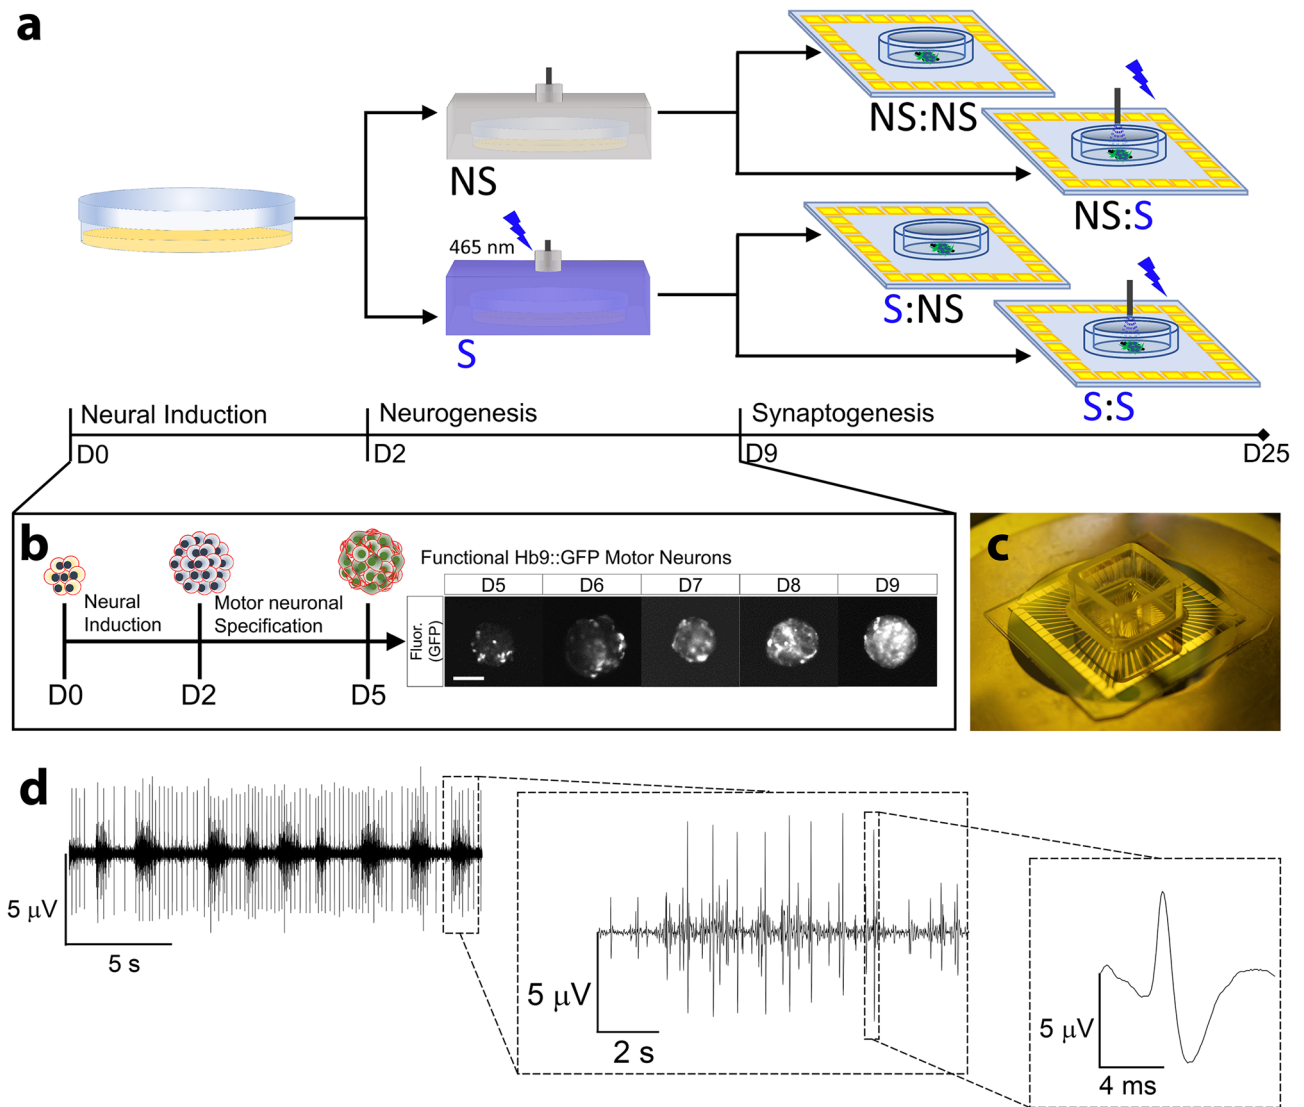 a
NS
465 nm
S
NS:NS
NS:S
S:NS
S:S
Neural Induction
Neurogenesis
Synaptogenesis
D0
D2
D9
D25
b
Neural
Induction
Motor neuronal
Specification
D0
D2
D5
Functional Hb9::GFP Motor Neurons
D5
D6
D7
D8
D9
Fluor.
(GFP)
c
d
5 μV
5 s
5 μV
2 s
5 μV
4 ms